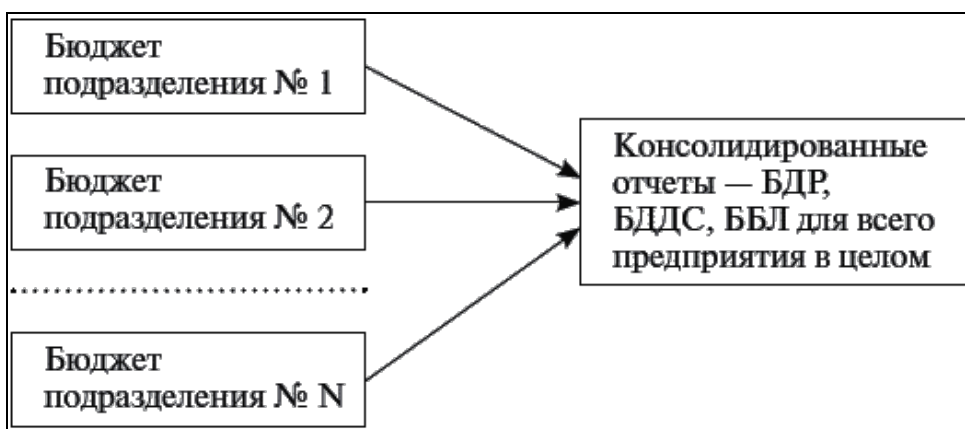 Бюджет
подразделения № 1
Бюджет
подразделения № 2
Бюджет
подразделения № N
Консолидированные
отчеты — БДР,
БДДС, ББЛ для всего
предприятия в целом